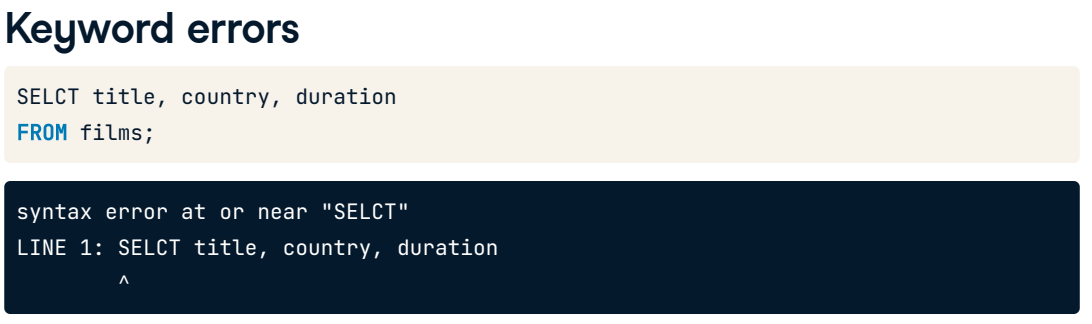 Keyword errors
SELCT title, country, duration
FROM films;
syntax error at or near "SELCT"
LINE 1: SELCT title, country, duration
^